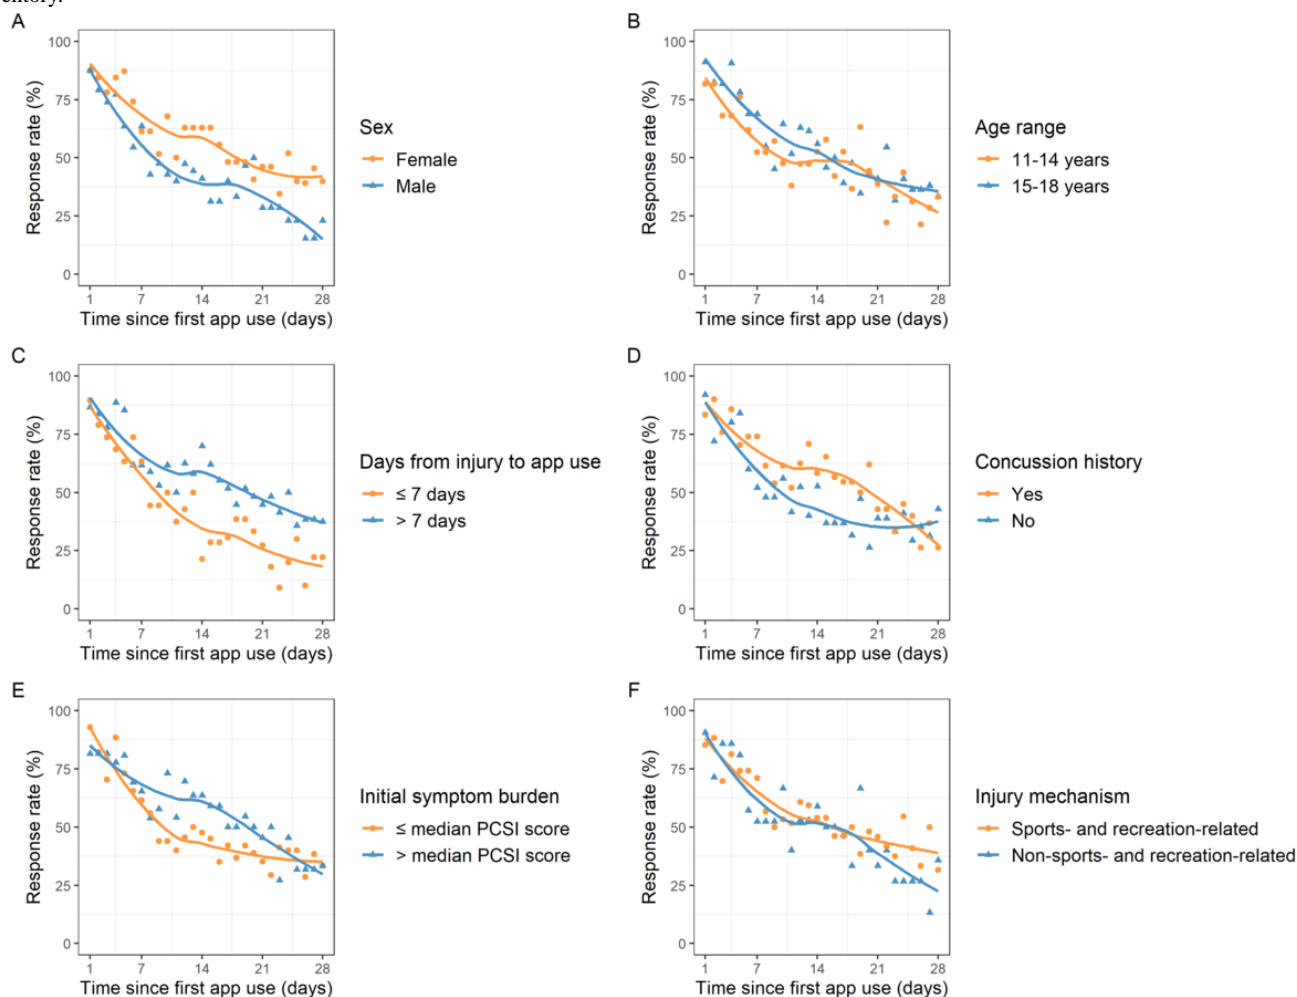 entory.
A
100
75
50
25
0
Response rate (%)
1 7 14 21 28
Time since first app use (days)
Sex
Female
Male
B
100
75
50
25
0
Response rate (%)
1 7 14 21 28
Time since first app use (days)
Age range
11-14 years
15-18 years
C
100
75
50
25
0
Response rate (%)
1 7 14 21 28
Time since first app use (days)
Days from injury to app use
≤ 7 days
> 7 days
D
100
75
50
25
0
Response rate (%)
1 7 14 21 28
Time since first app use (days)
Concussion history
Yes
No
E
100
75
50
25
0
Response rate (%)
1 7 14 21 28
Time since first app use (days)
Initial symptom burden
≤ median PCSI score
> median PCSI score
F
100
75
50
25
0
Response rate (%)
1 7 14 21 28
Time since first app use (days)
Injury mechanism
Sports- and recreation-related
Non-sports- and recreation-related